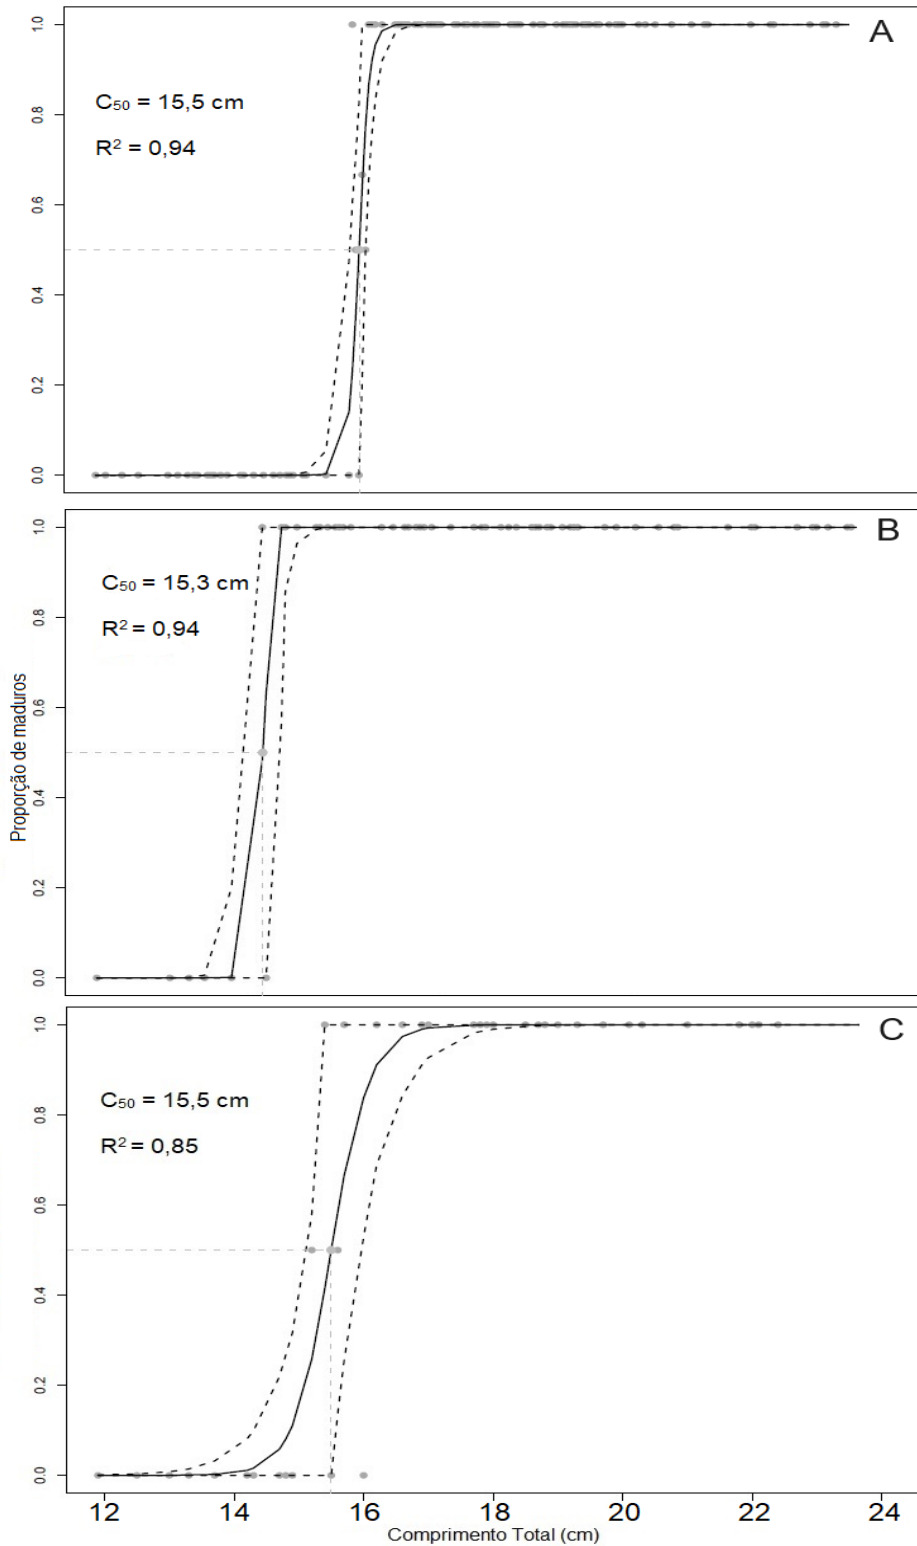 A
C₅₀ = 15,5 cm
R² = 0,94
1.0
0.8
0.6
0.4
0.2
0.0
B
C₅₀ = 15,3 cm
R² = 0,94
1.0
0.8
0.6
0.4
0.2
0.0
Proporção de maduros
C
C₅₀ = 15,5 cm
R² = 0,85
1.0
0.8
0.6
0.4
0.2
0.0
12 14 16 18 20 22 24
Comprimento Total (cm)